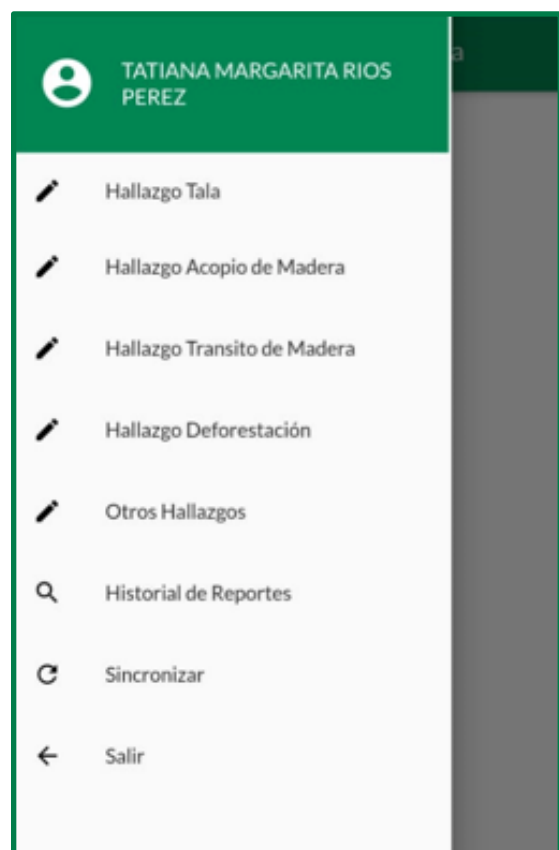 TATIANA MARGARITA RIOS
PEREZ
a
Hallazgo Tala
Hallazgo Acopio de Madera
Hallazgo Transito de Madera
Hallazgo Deforestación
Otros Hallazgos
Historial de Reportes
Sincronizar
Salir